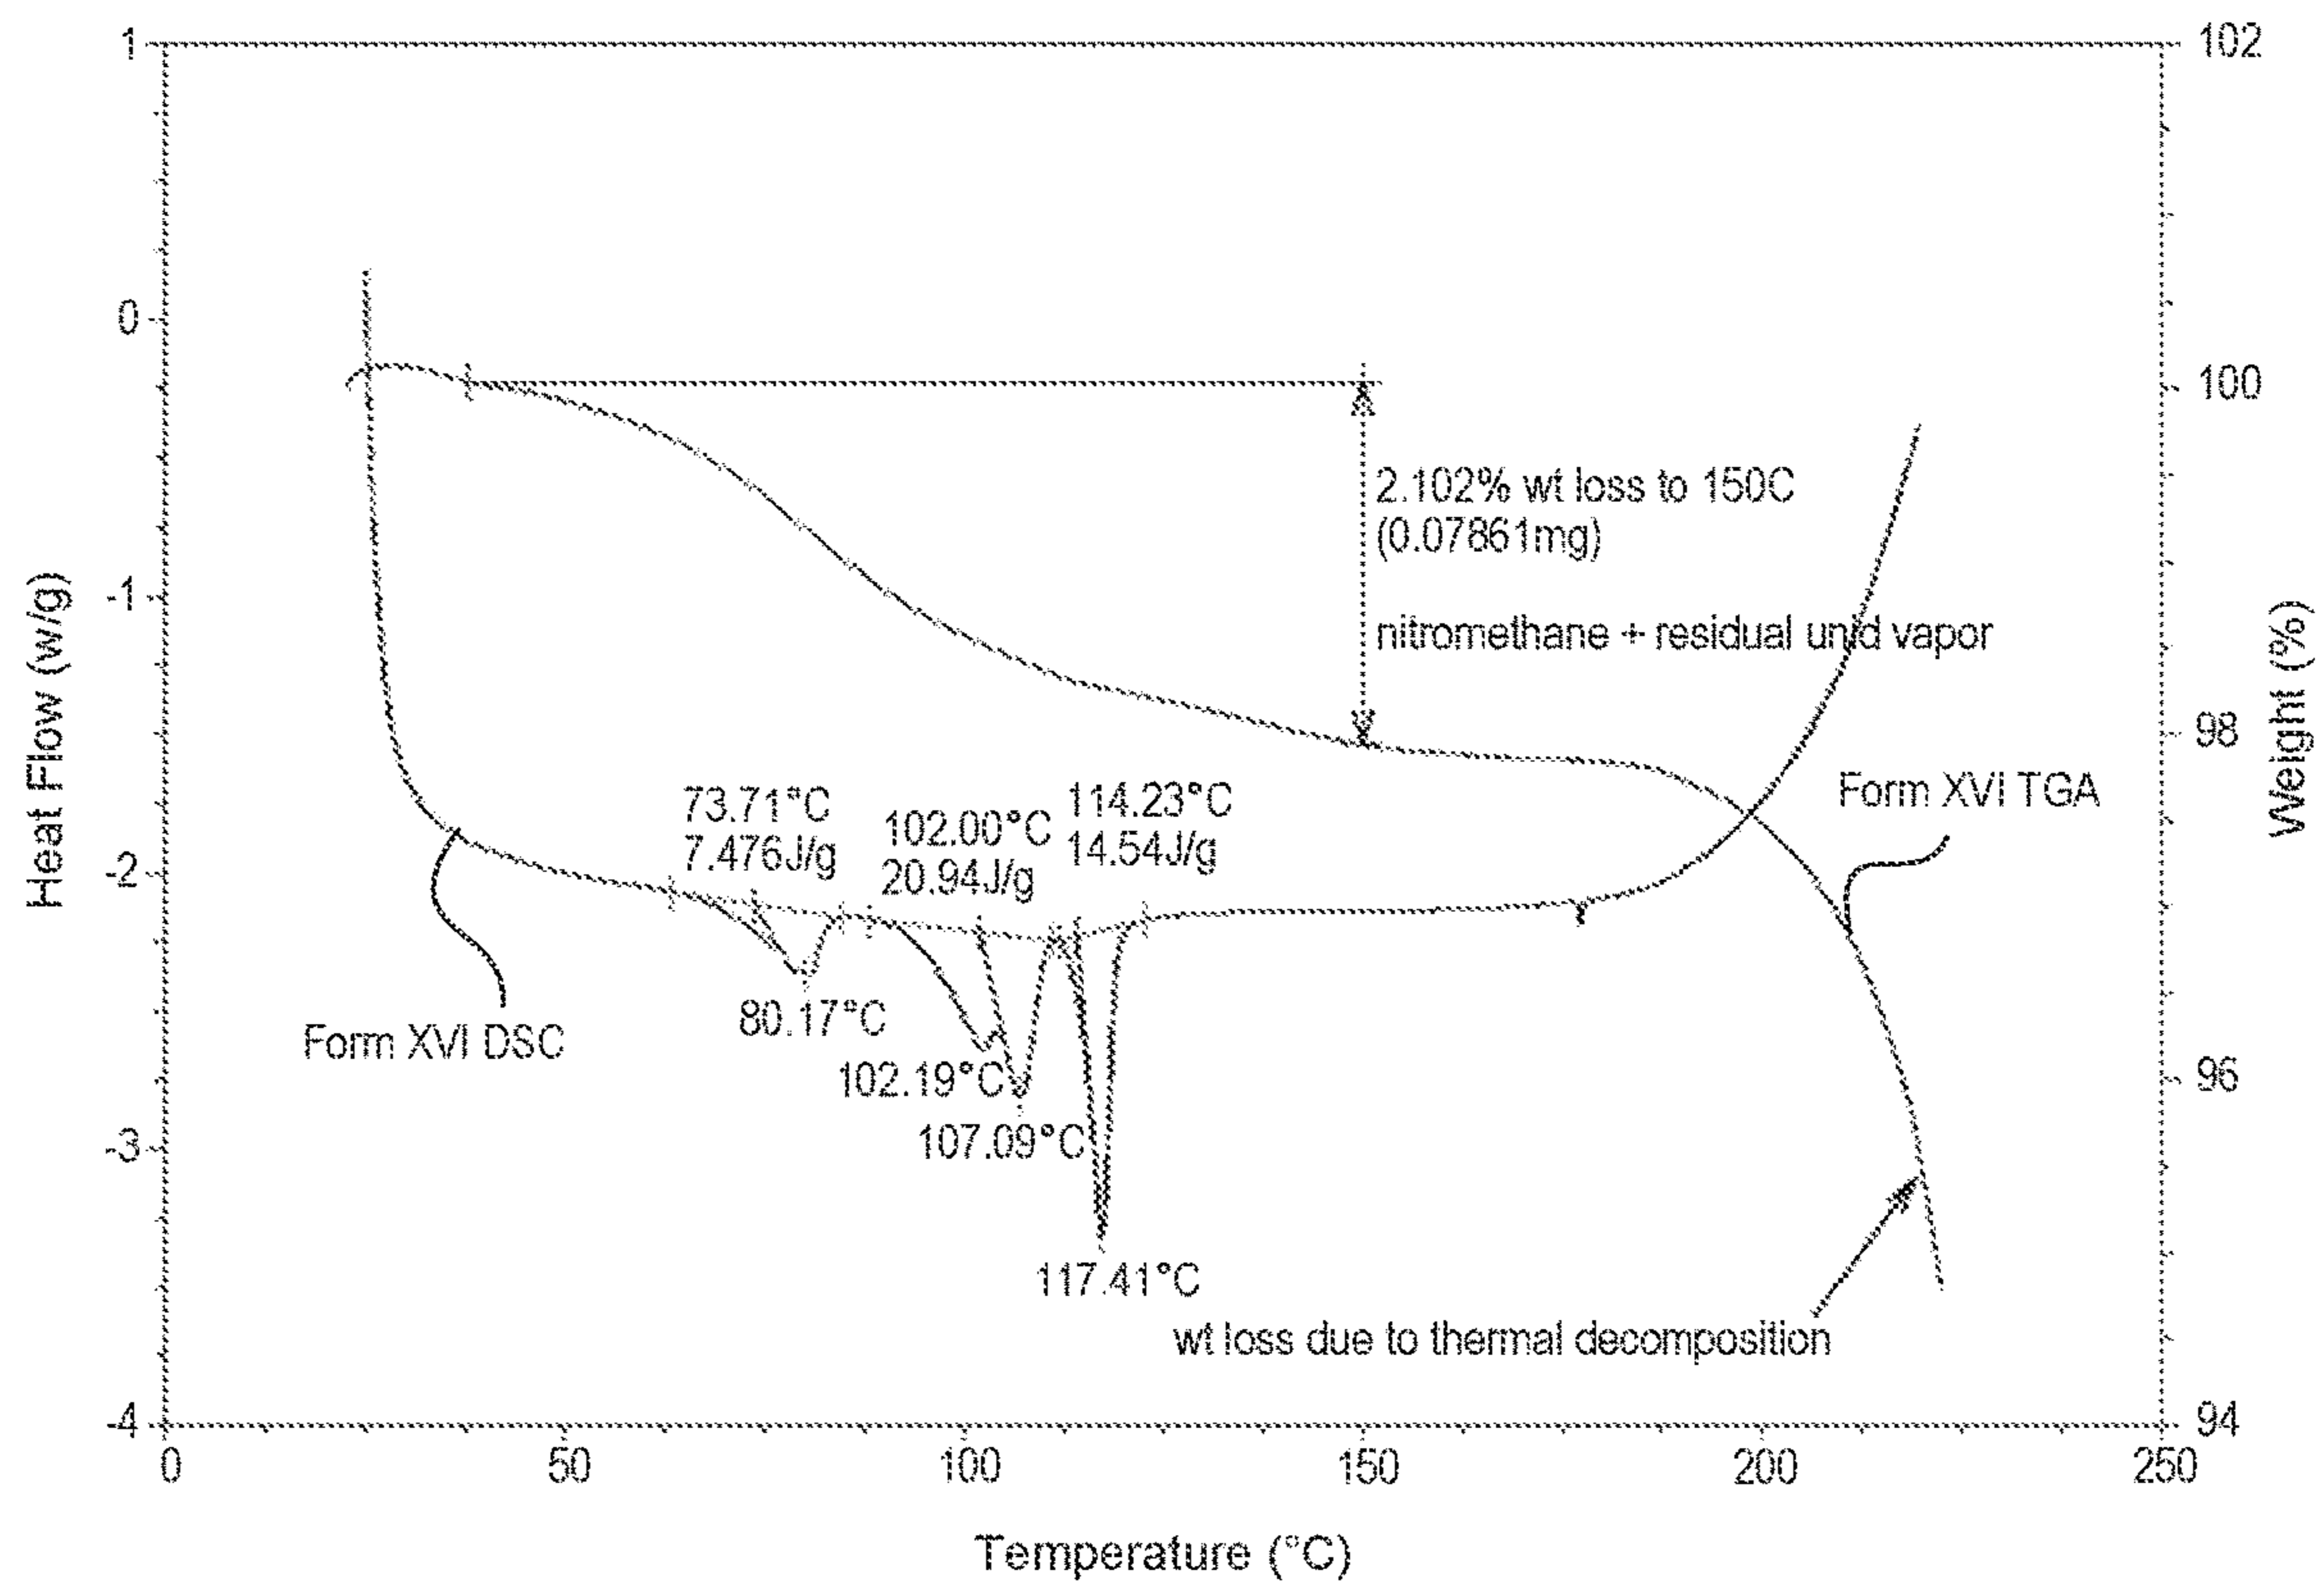 1
102
0
100
2.102% wt loss to 150C
(0.07861mg)
-1
nitromethane + residual unid vapor
Heat Flow (w/g)
Weight (%)
98
73.71°C
7.476J/g
102.00°C
20.94J/g
114.23°C
14.54J/g
Form XVI TGA
-2
80.17°C
Form XVI DSC
102.19°C
96
107.09°C
-3
117.41°C
wt loss due to thermal decomposition
-4
94
0
50
100
150
200
250
Temperature (°C)